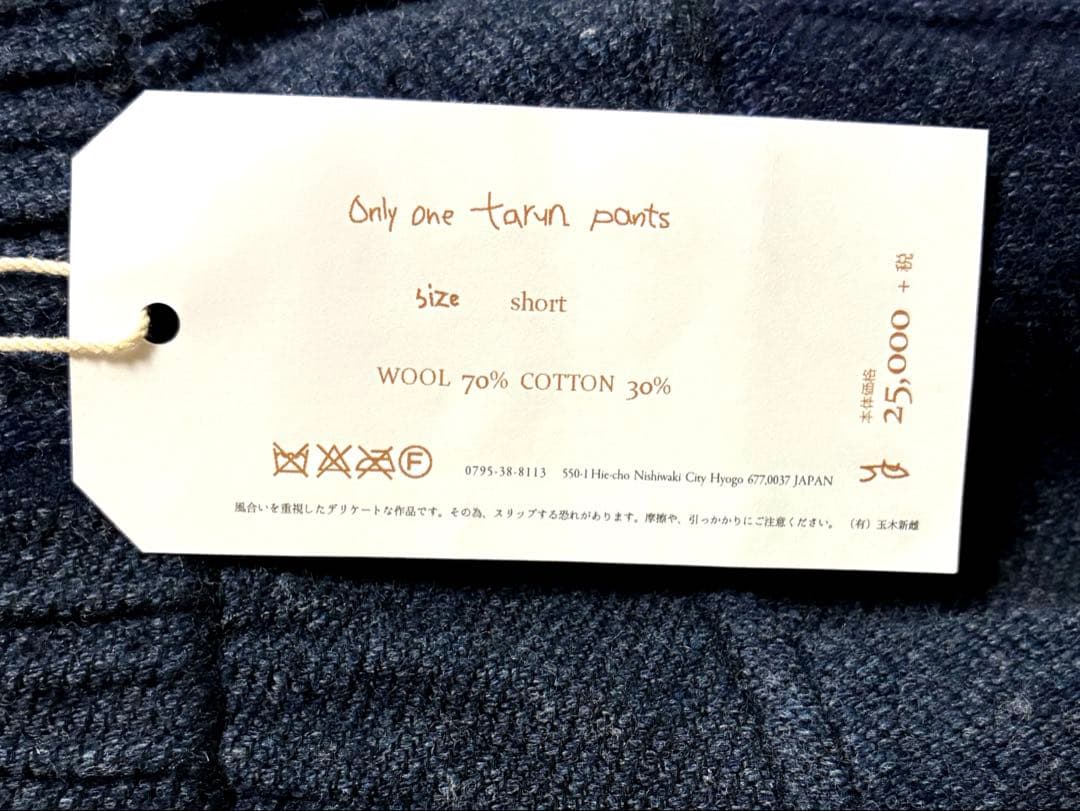 Only one tarun pants
size short
WOOL 70% COTTON 30%
F
0795-38-8113 550-1 Hie-cho Nishiwaki City Hyogo 677,0037 JAPAN
風合いを重視したデリケートな作品です。その為、スリップする恐れがあります。摩擦や、引っかかりにご注意ください。 (有)玉木新雌
本体価格
25,000 + 税